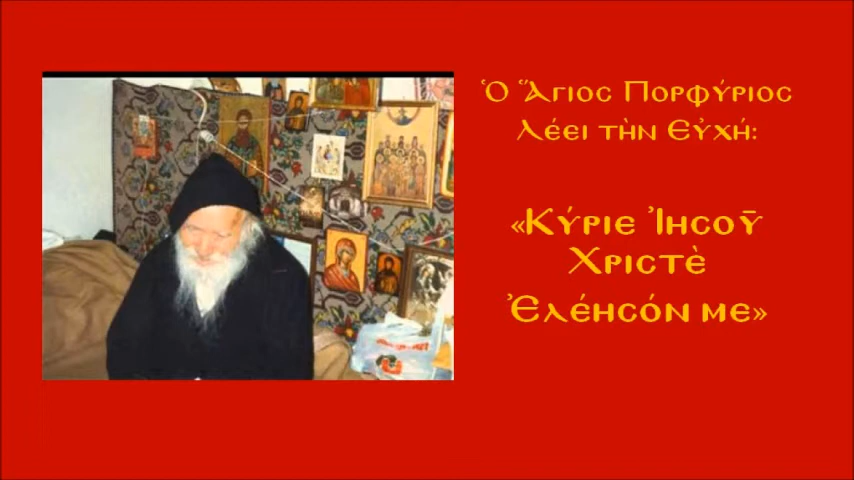 Ὁ Ἅγιος Πορφύριος
λέει τὴν Εὐχή:
«Κύριε Ἰησοῦ
Χριστὲ
Ἐλέησόν με»